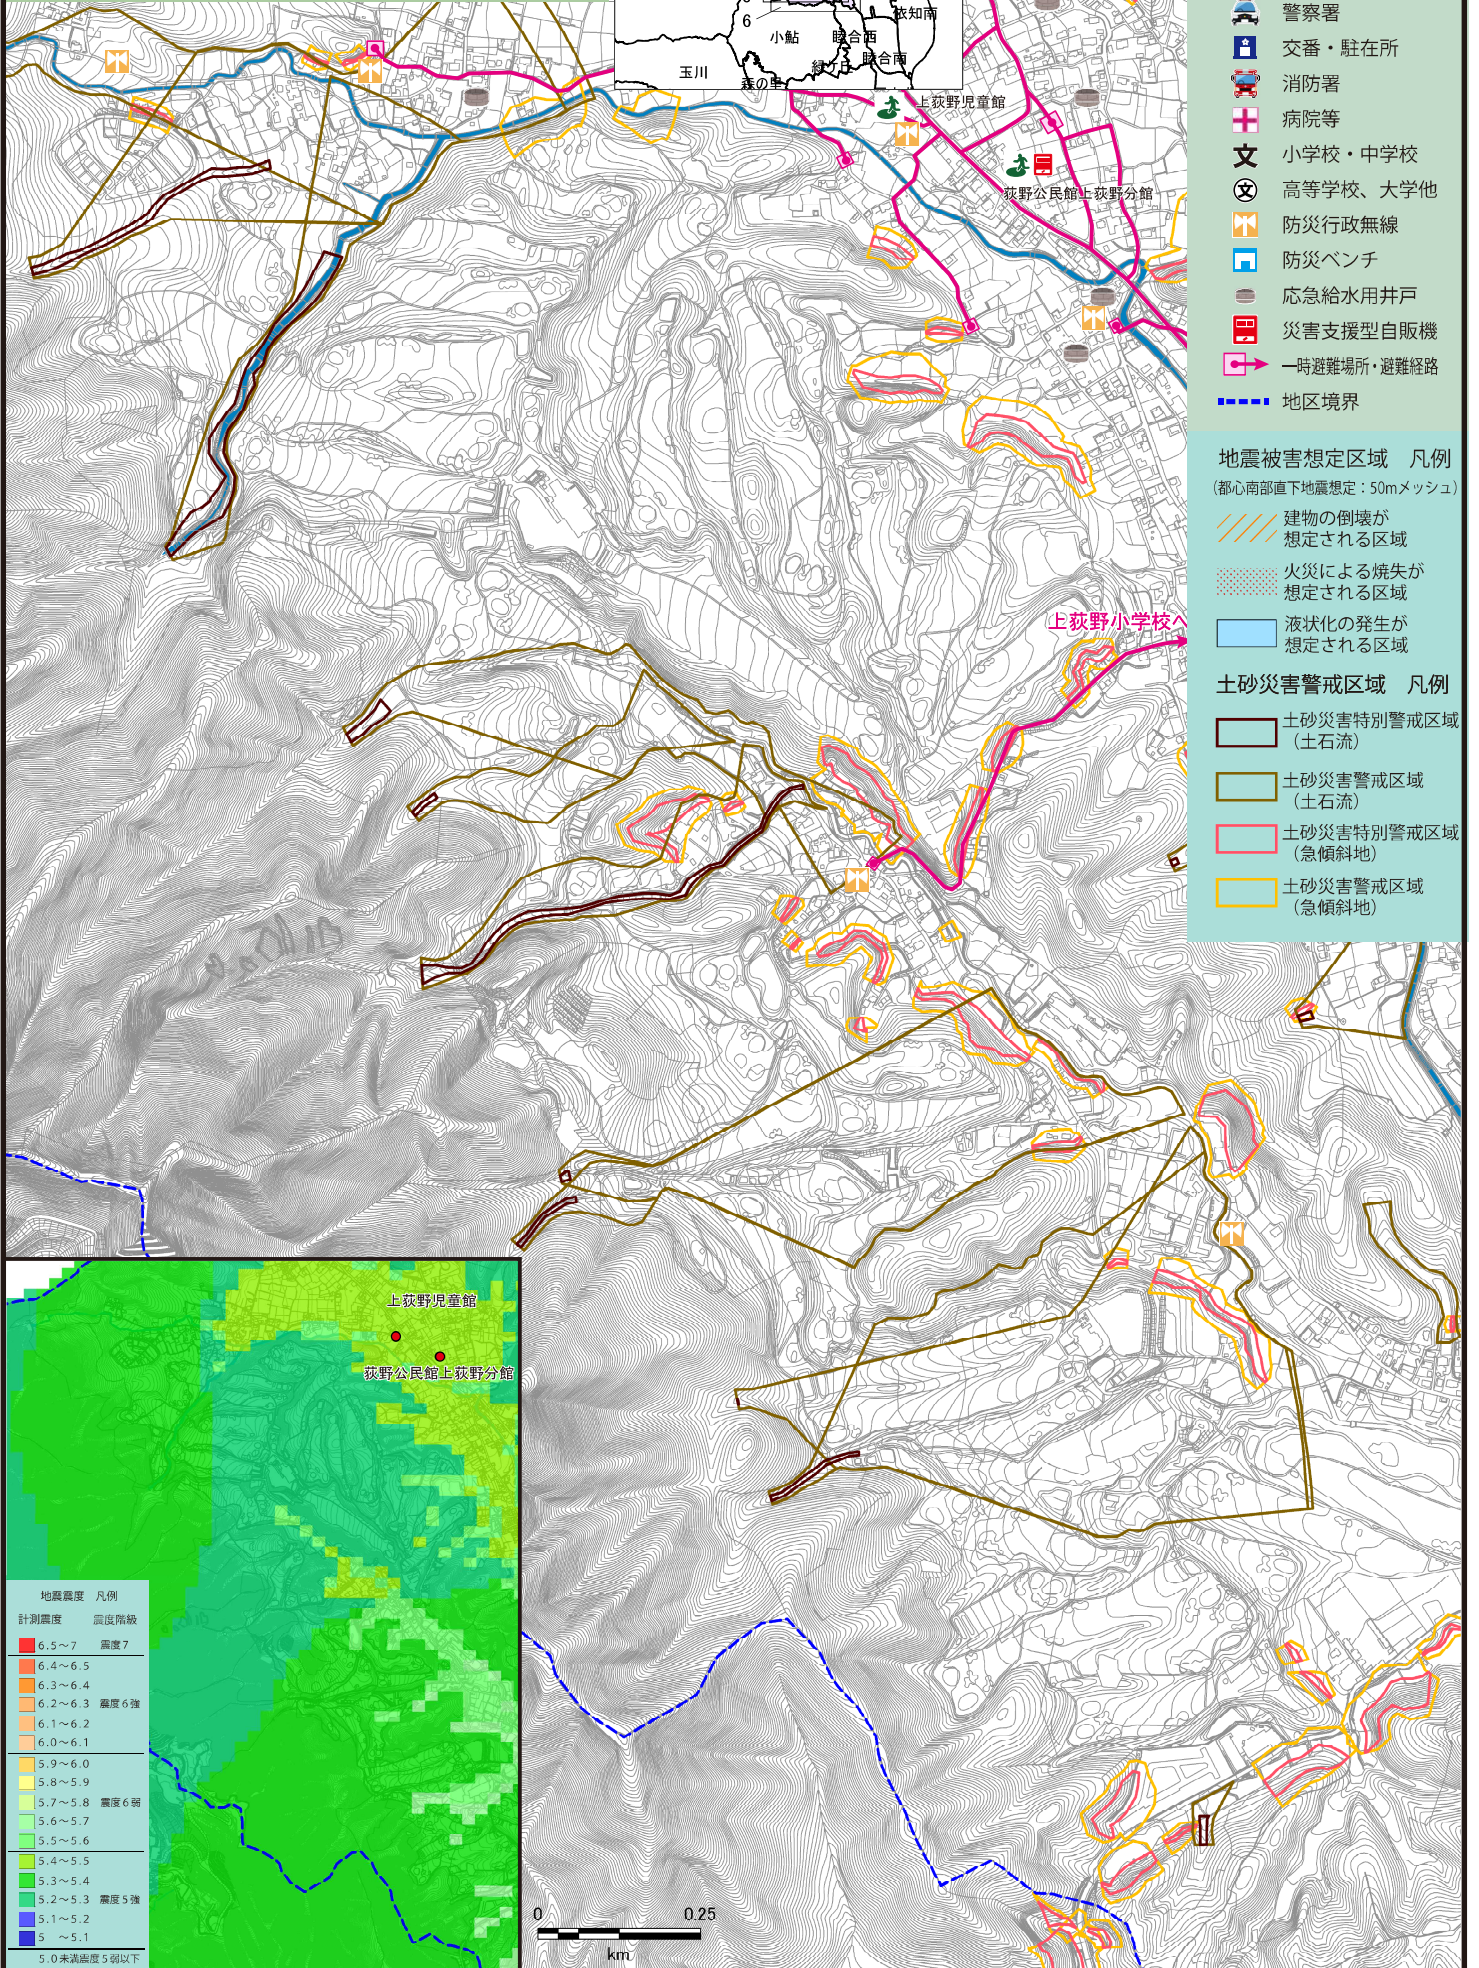 6
小鮎
依知南
睦合西
睦合南
緑ヶ丘
玉川
森の里
上荻野児童館
荻野公民館上荻野分館
上荻野小学校へ
警察署
交番・駐在所
消防署
病院等
小学校・中学校
高等学校、大学他
防災行政無線
防災ベンチ
応急給水用井戸
災害支援型自販機
一時避難場所・避難経路
地区境界
地震被害想定区域　凡例
（都心南部直下地震想定：50mメッシュ）
建物の倒壊が
想定される区域
火災による焼失が
想定される区域
液状化の発生が
想定される区域
土砂災害警戒区域　凡例
土砂災害特別警戒区域
（土石流）
土砂災害警戒区域
（土石流）
土砂災害特別警戒区域
（急傾斜地）
土砂災害警戒区域
（急傾斜地）
上荻野児童館
荻野公民館上荻野分館
地震震度　凡例
計測震度　震度階級
6.5～7　震度7
6.4～6.5
6.3～6.4
6.2～6.3　震度6強
6.1～6.2
6.0～6.1
5.9～6.0
5.8～5.9
5.7～5.8　震度6弱
5.6～5.7
5.5～5.6
5.4～5.5
5.3～5.4
5.2～5.3　震度5強
5.1～5.2
5　～5.1
5.0未満震度5弱以下
0　0.25
km